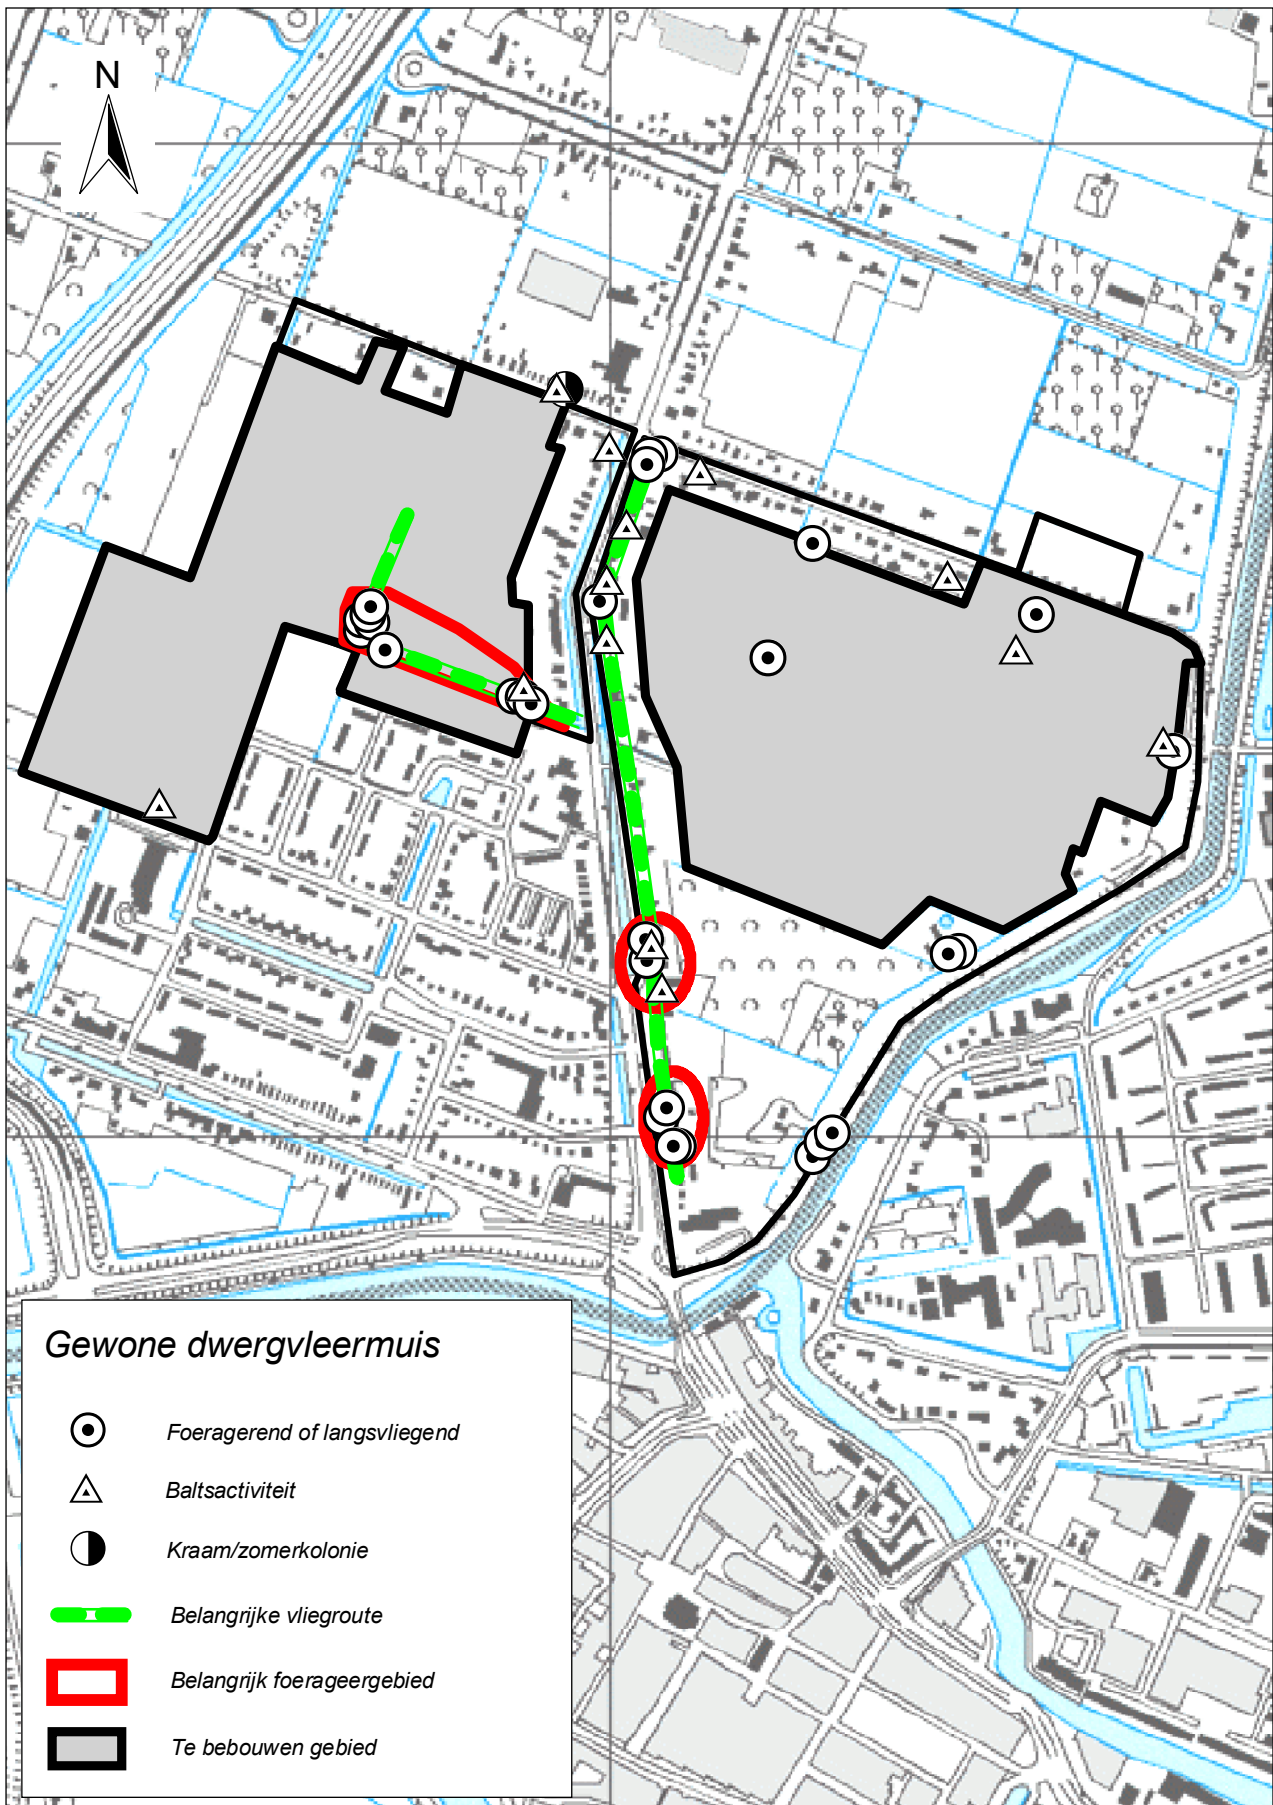 N
Gewone dwergvleermuis
Foeragerend of langsvliegend
Baltsactiviteit
Kraam/zomerkolonie
Belangrijke vliegroute
Belangrijk foerageergebied
Te bebouwen gebied